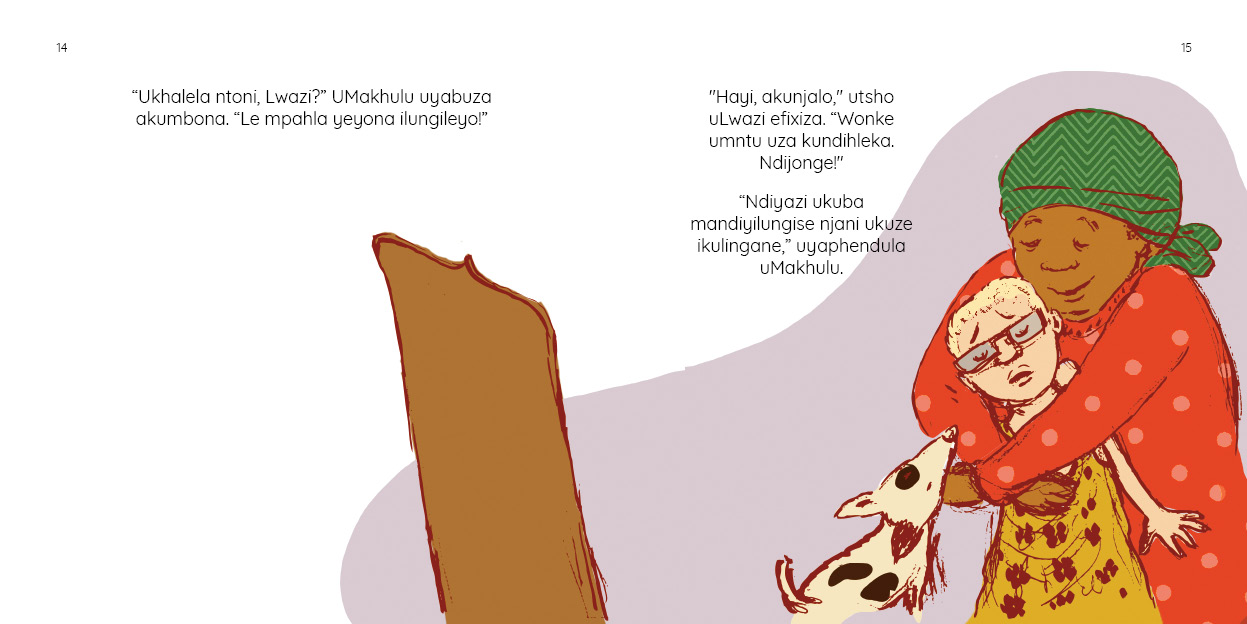 14
“Ukhalela ntoni, Lwazi?” UMakhulu uyabuza
akumbona. “Le mpahla yeyona ilungileyo!”
15
"Hayi, akunjalo," utsho
uLwazi efixiza. “Wonke
umntu uza kundihleka.
Ndijonge!"
“Ndiyazi ukuba
mandiyilungise njani ukuze
ikulingane,” uyaphendula
uMakhulu.